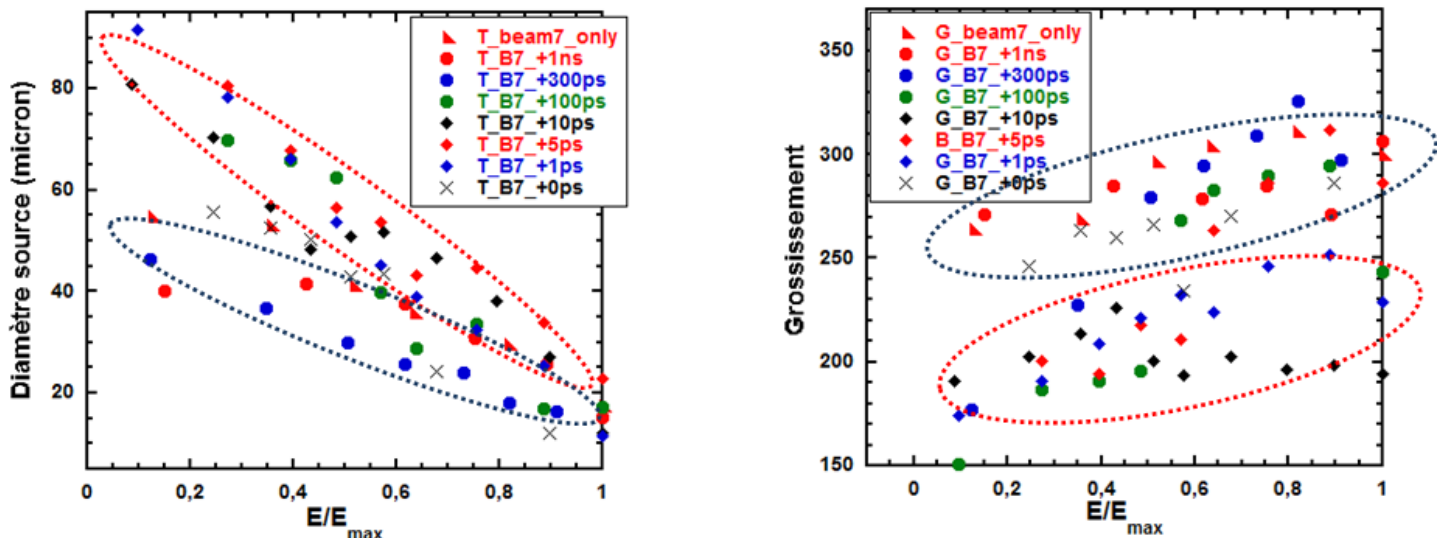 Diamètre source (micron)
80
60
40
20
0
0,2
0,4
0,6
0,8
1
E/Emax
T_beam7_only
T_B7_+1ns
T_B7_+300ps
T_B7_+100ps
T_B7_+10ps
T_B7_+5ps
T_B7_+1ps
T_B7_+0ps
Grossissement
350
300
250
200
150
0
0,2
0,4
0,6
0,8
1
E/Emax
G_beam7_only
G_B7_+1ns
G_B7_+300ps
G_B7_+100ps
G_B7_+10ps
B_B7_+5ps
G_B7_+1ps
G_B7_+0ps